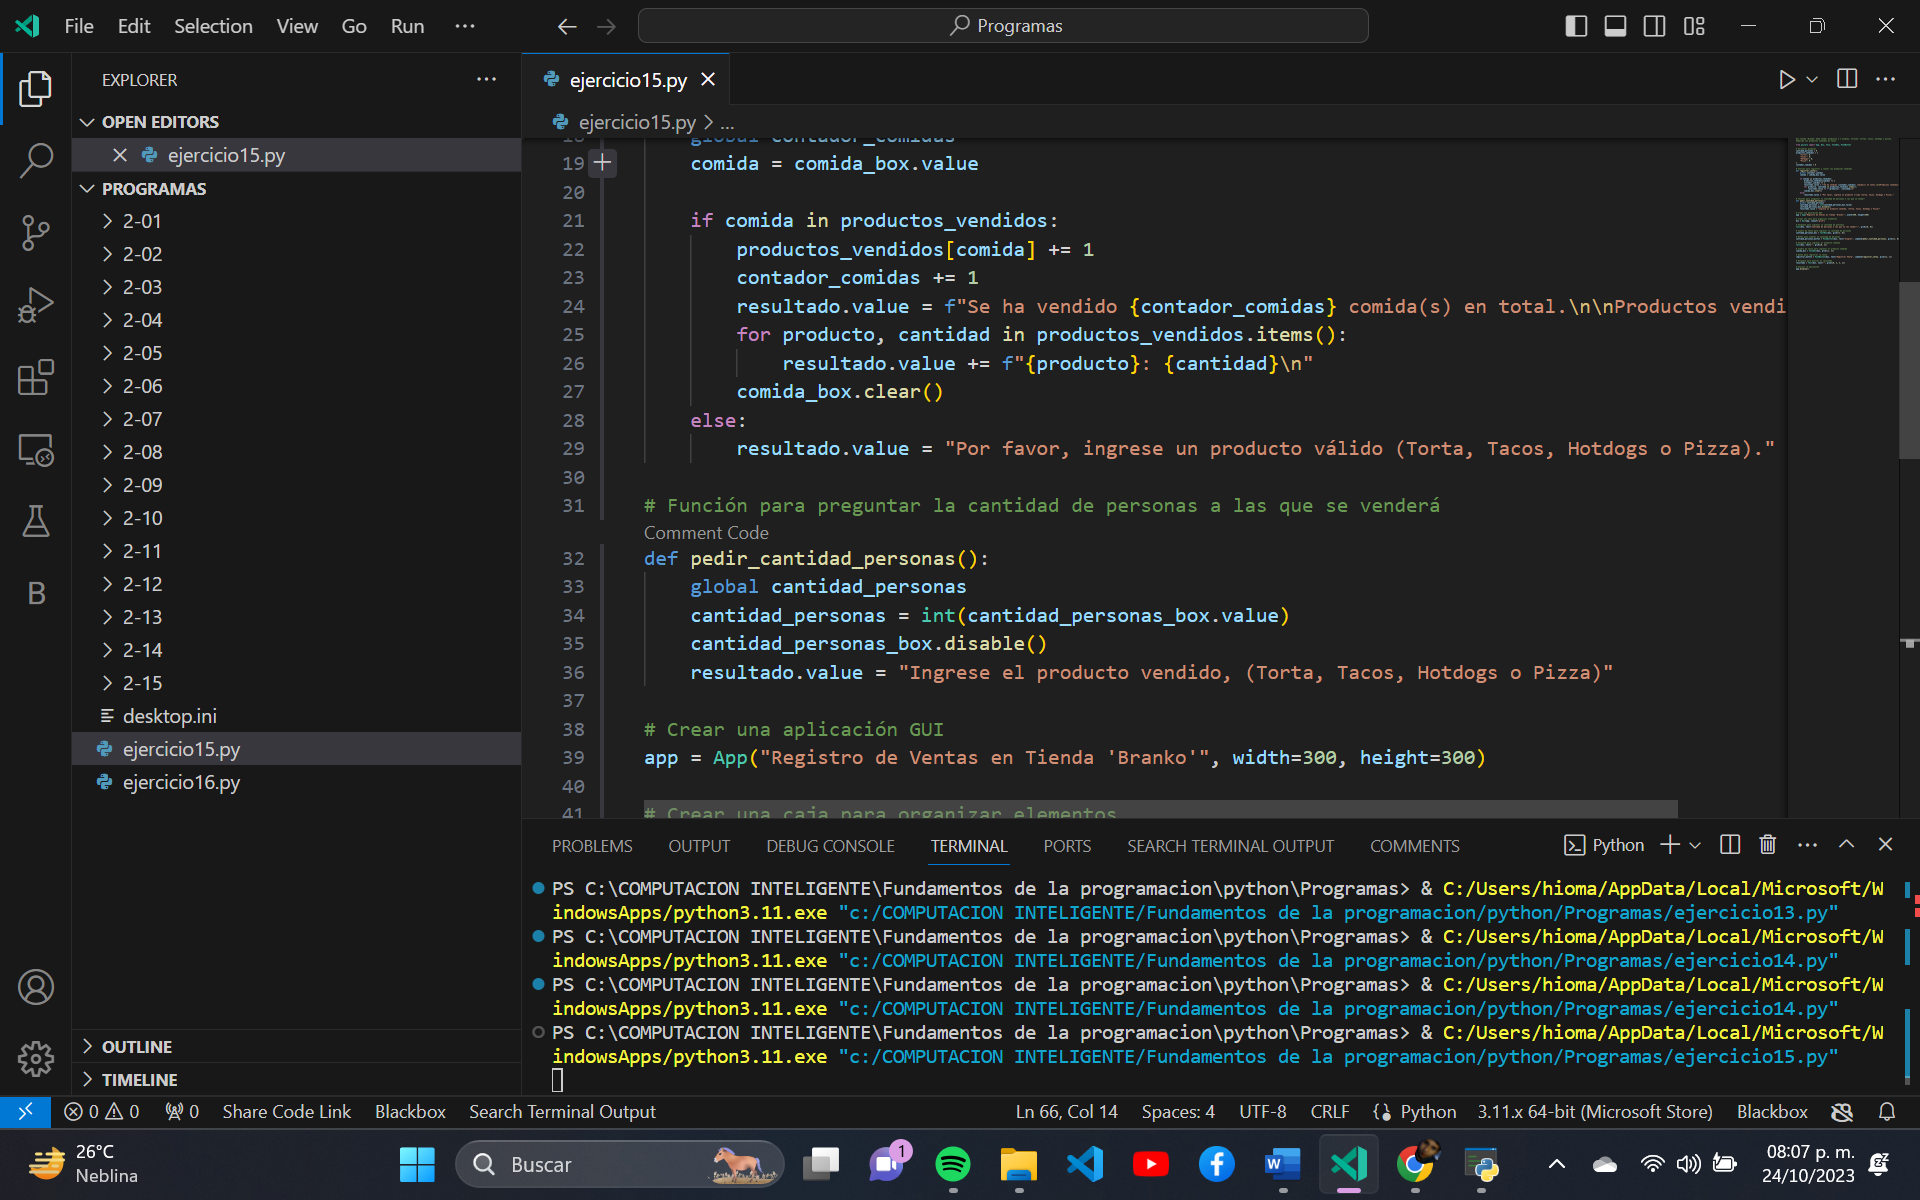 File Edit Selection View Go Run ···
Programas
EXPLORER
OPEN EDITORS
ejercicio15.py
PROGRAMAS
2-01
2-02
2-03
2-04
2-05
2-06
2-07
2-08
2-09
2-10
2-11
2-12
2-13
2-14
2-15
desktop.ini
ejercicio15.py
ejercicio16.py
OUTLINE
TIMELINE
B
ejercicio15.py
ejercicio15.py > ...
18 global contador_comidas
19 comida = comida_box.value
20
21 if comida in productos_vendidos:
22 productos_vendidos[comida] += 1
23 contador_comidas += 1
24 resultado.value = f"Se ha vendido {contador_comidas} comida(s) en total.\n\nProductos vendi
25 for producto, cantidad in productos_vendidos.items():
26 resultado.value += f"{producto}: {cantidad}\n"
27 comida_box.clear()
28 else:
29 resultado.value = "Por favor, ingrese un producto válido (Torta, Tacos, Hotdogs o Pizza)."
30
31 # Función para preguntar la cantidad de personas a las que se venderá
Comment Code
32 def pedir_cantidad_personas():
33 global cantidad_personas
34 cantidad_personas = int(cantidad_personas_box.value)
35 cantidad_personas_box.disable()
36 resultado.value = "Ingrese el producto vendido, (Torta, Tacos, Hotdogs o Pizza)"
37
38 # Crear una aplicación GUI
39 app = App("Registro de Ventas en Tienda 'Branko'", width=300, height=300)
40
41 # Crear una caja para organizar elementos
PROBLEMS OUTPUT DEBUG CONSOLE TERMINAL PORTS SEARCH TERMINAL OUTPUT COMMENTS Python
PS C:\COMPUTACION INTELIGENTE\Fundamentos de la programacion\python\Programas> & C:/Users/hioma/AppData/Local/Microsoft/W
indowsApps/python3.11.exe "c:/COMPUTACION INTELIGENTE/Fundamentos de la programacion/python/Programas/ejercicio13.py"
PS C:\COMPUTACION INTELIGENTE\Fundamentos de la programacion\python\Programas> & C:/Users/hioma/AppData/Local/Microsoft/W
indowsApps/python3.11.exe "c:/COMPUTACION INTELIGENTE/Fundamentos de la programacion/python/Programas/ejercicio14.py"
PS C:\COMPUTACION INTELIGENTE\Fundamentos de la programacion\python\Programas> & C:/Users/hioma/AppData/Local/Microsoft/W
indowsApps/python3.11.exe "c:/COMPUTACION INTELIGENTE/Fundamentos de la programacion/python/Programas/ejercicio14.py"
PS C:\COMPUTACION INTELIGENTE\Fundamentos de la programacion\python\Programas> & C:/Users/hioma/AppData/Local/Microsoft/W
indowsApps/python3.11.exe "c:/COMPUTACION INTELIGENTE/Fundamentos de la programacion/python/Programas/ejercicio15.py"
0 0 0 Share Code Link Blackbox Search Terminal Output Ln 66, Col 14 Spaces: 4 UTF-8 CRLF Python 3.11.x 64-bit (Microsoft Store) Blackbox
26°C
Neblina
Buscar
1
08:07 p. m.
24/10/2023